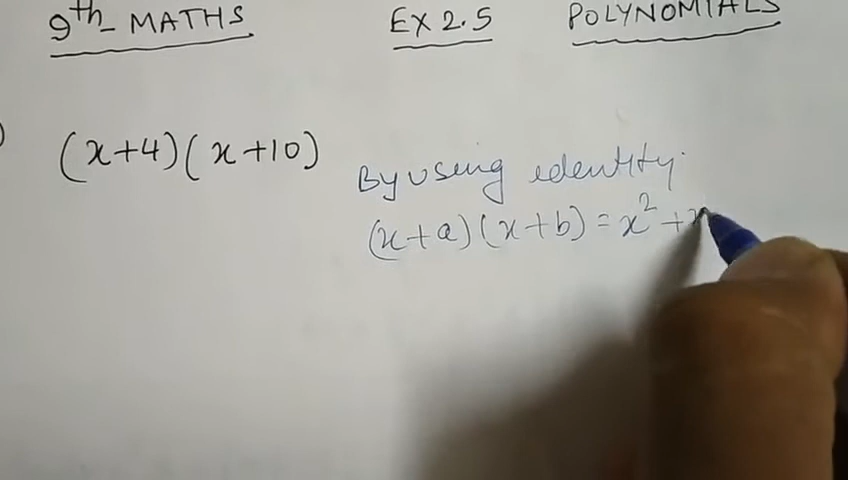 9th MATHS EX 2.5 POLYNOMIALS
) (x+4)(x+10)
By using identity.
(x+a)(x+b) = x² + x